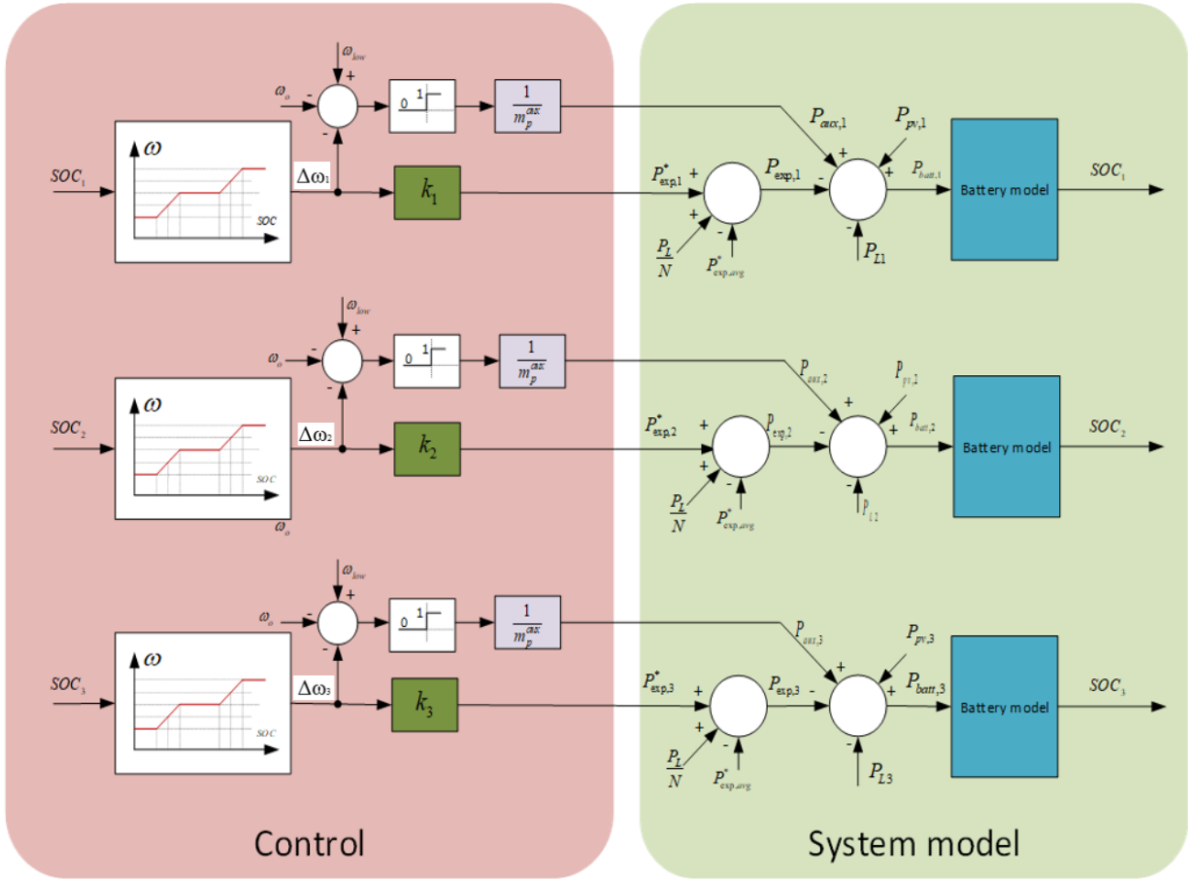 ω_low
ω_o - +
0 1 1/m_p^aux
-
P_aux,1 P_pv,1
ω
SOC_1 Δω_1 k_1 P*_exp,1 + P_exp,1 - + + P_batt,1 Battery model SOC_1
SOC
+ - -
P_L/N P*_exp,avg P_L1
ω_low
ω_o - +
0 1 1/m_p^aux
-
P_aux,2 P_pv,2
ω
SOC_2 Δω_2 k_2 P*_exp,2 + P_exp,2 - + + P_batt,2 Battery model SOC_2
SOC
+ - -
P_L/N P*_exp,avg P_L2
ω_o
ω_low
ω_o - +
0 1 1/m_p^aux
-
P_aux,3 P_pv,3
ω
SOC_3 Δω_3 k_3 P*_exp,3 + P_exp,3 - + + P_batt,3 Battery model SOC_3
SOC
+ - -
P_L/N P*_exp,avg P_L3
Control System model